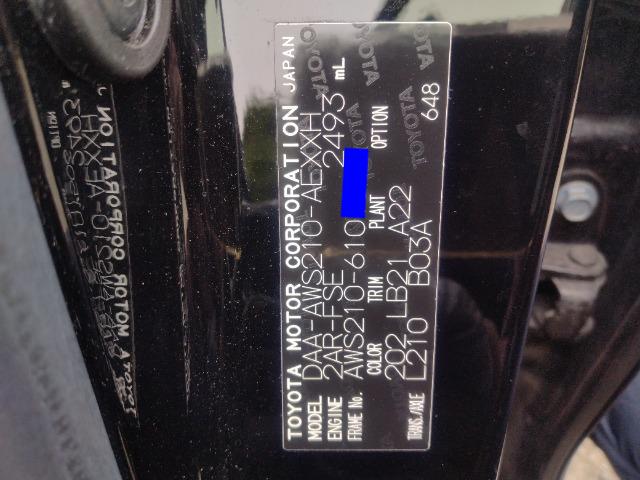 TOYOTA MOTOR CORPORATION JAPAN
MODEL DAA-AWS210-AEXXH
ENGINE 2AR-FSE 2493 mL
FRAME No. AWS210-610
COLOR TRIM PLANT OPTION
202 LB21 A22 648
TRANS./AXLE L210 B03A